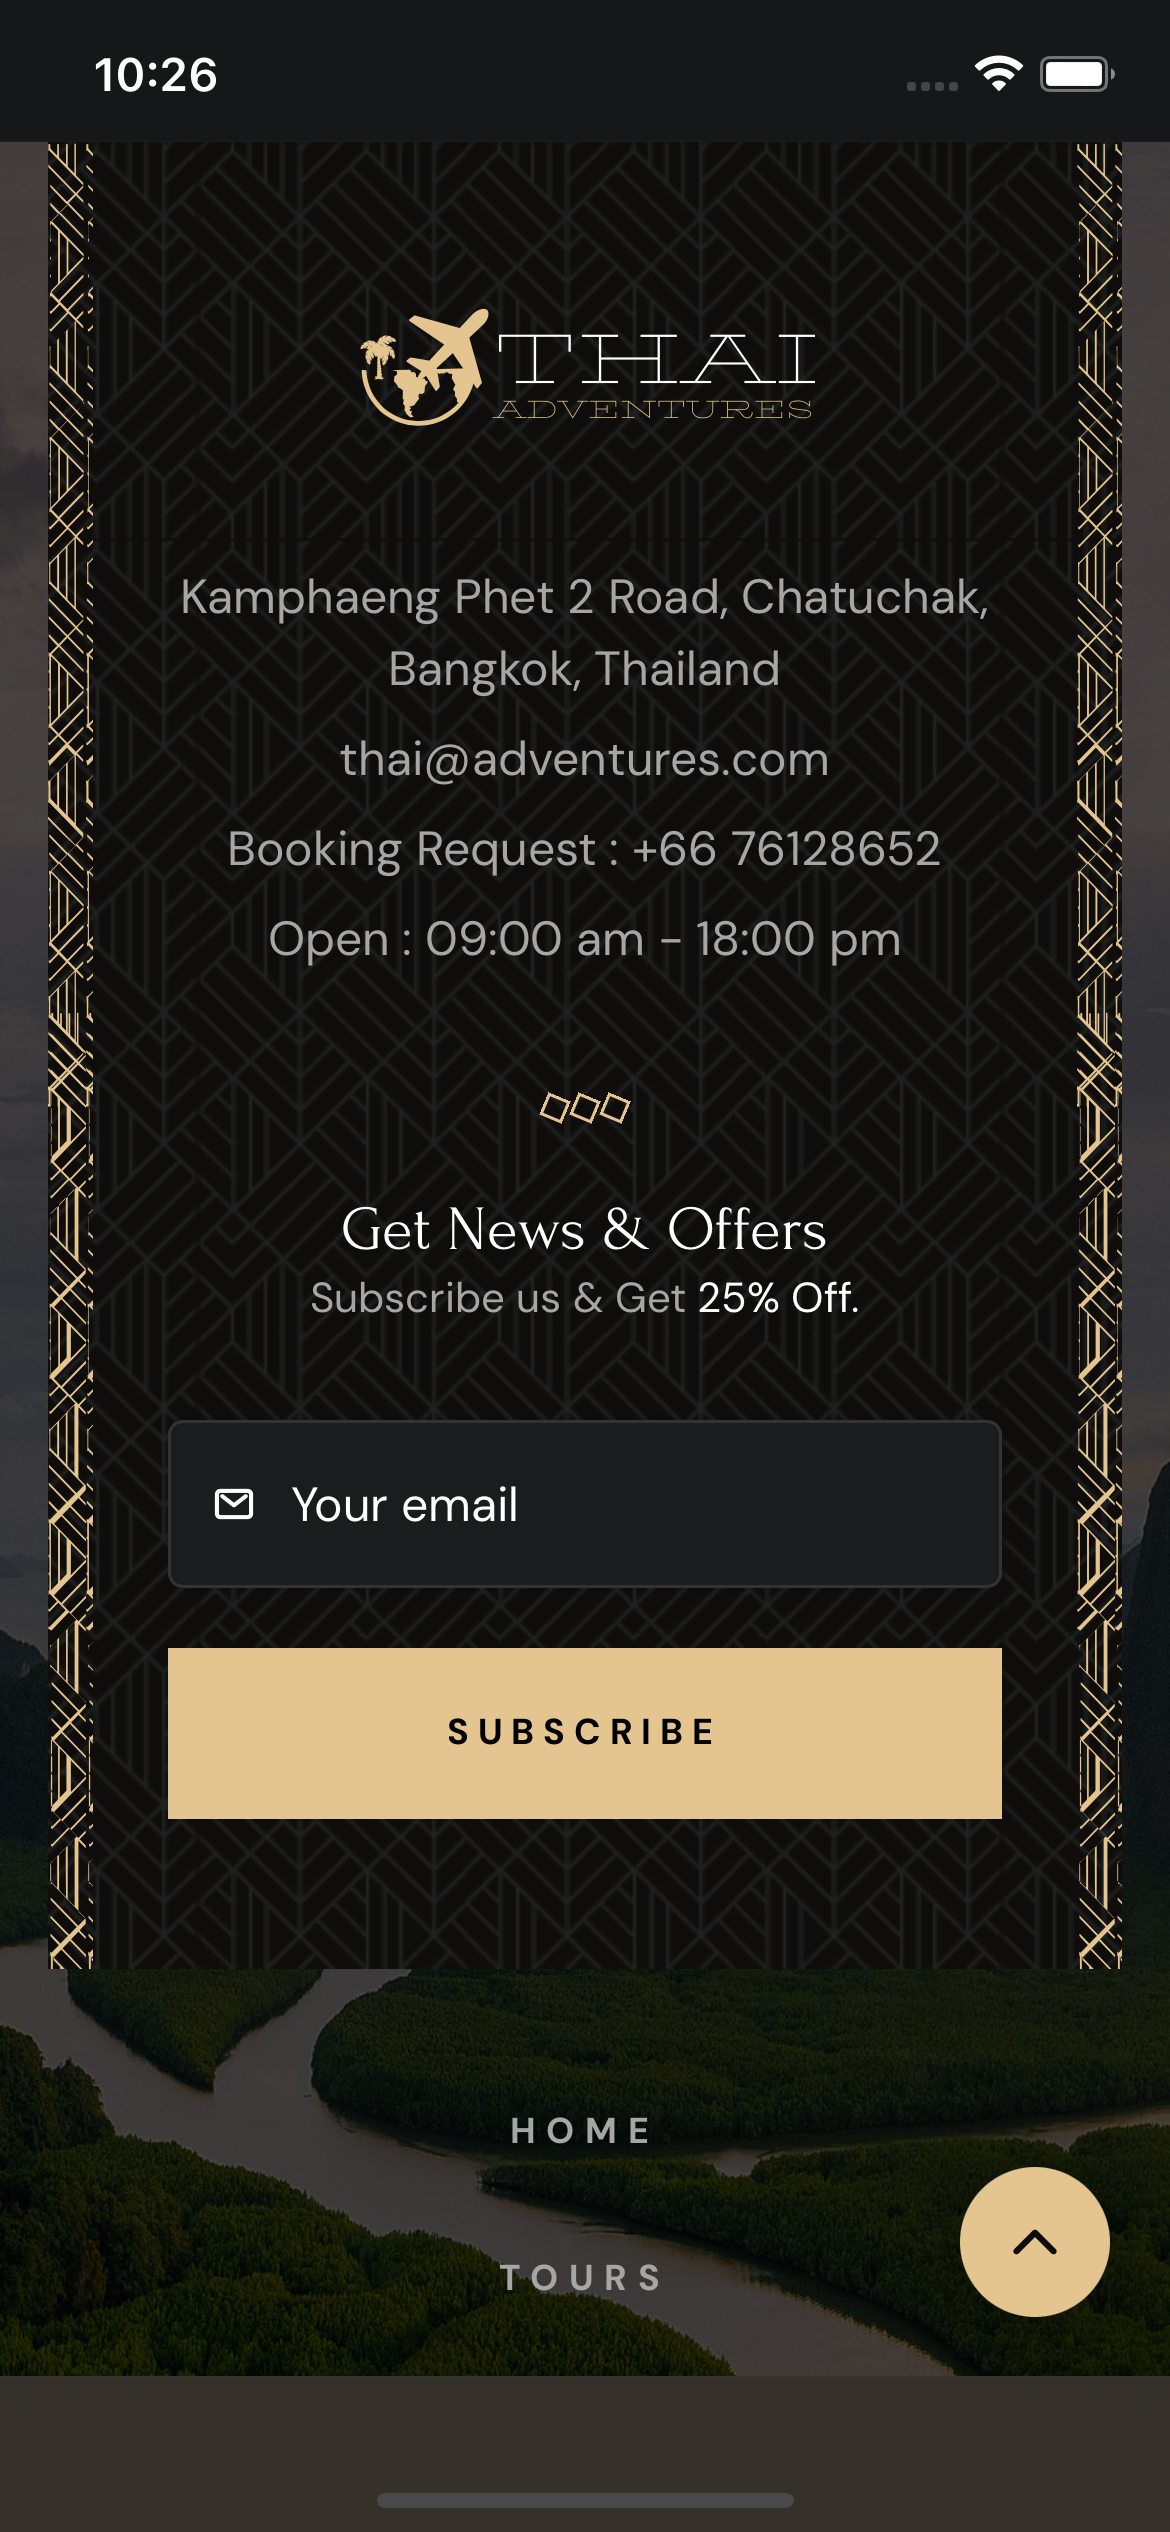 10:26
THAI
ADVENTURES
Kamphaeng Phet 2 Road, Chatuchak,
Bangkok, Thailand
thai@adventures.com
Booking Request : +66 76128652
Open : 09:00 am - 18:00 pm
Get News & Offers
Subscribe us & Get 25% Off.
Your email
SUBSCRIBE
HOME
TOURS